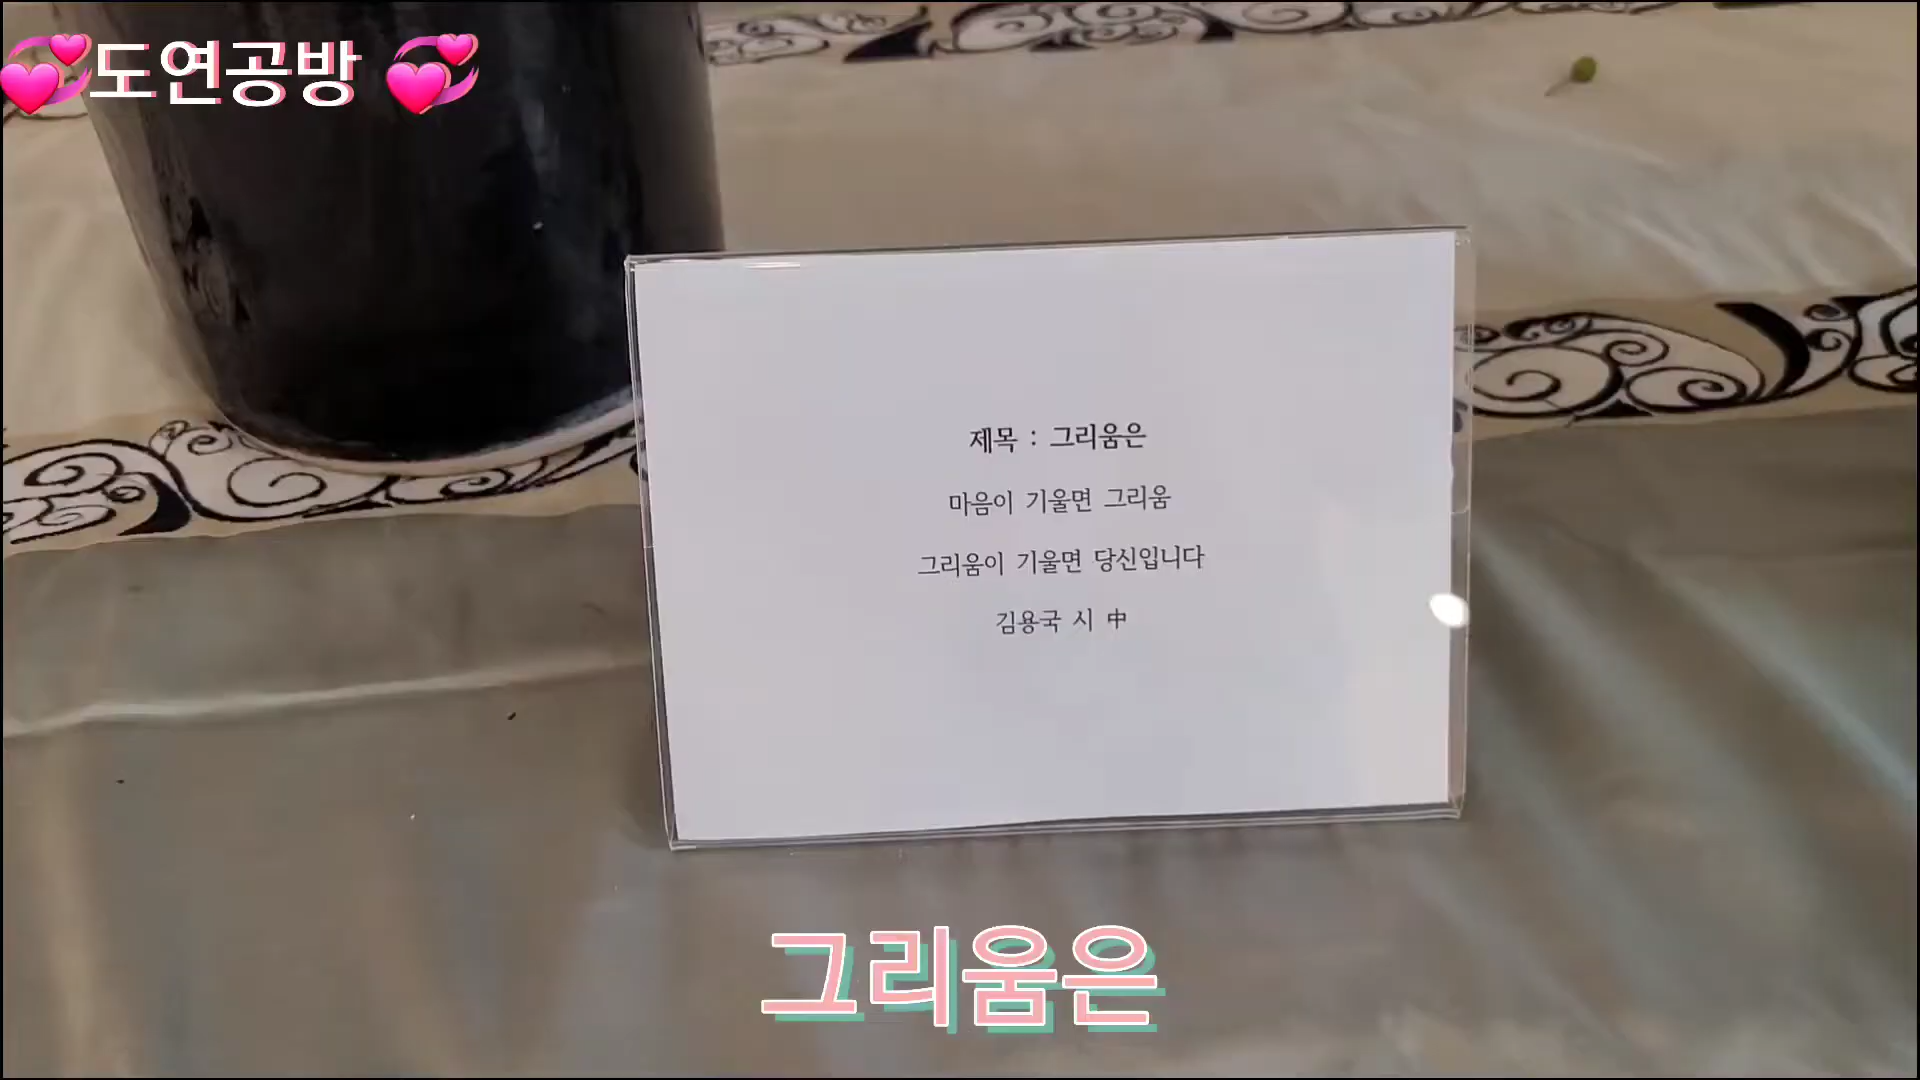 💞도연공방 💞
제목 : 그리움은
마음이 기울면 그리움
그리움이 기울면 당신입니다
김용국 시 中
그리움은